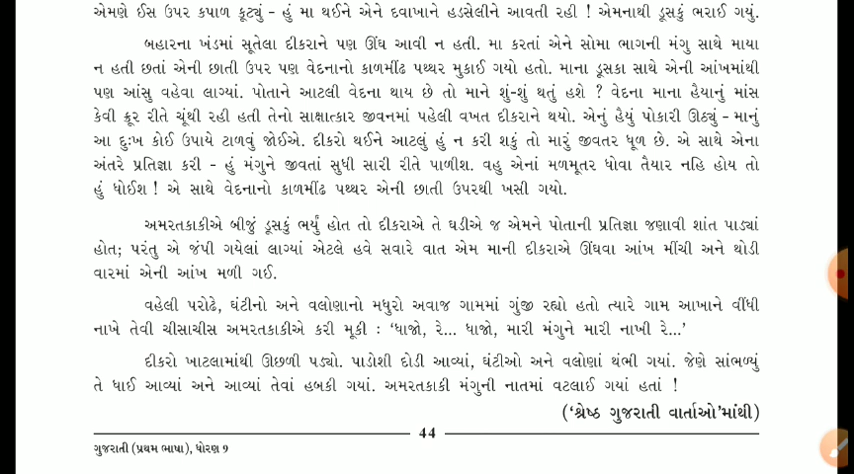 એમણે ઈસ ઉપર કપાળ કૂટ્યું - હું મા થઈને એને દવાખાને હડસેલીને આવતી રહી ! એમનાથી ડૂસકું ભરાઈ ગયું.
બહારના ખંડમાં સૂતેલા દીકરાને પણ ઊંઘ આવી ન હતી. મા કરતાં એને સોમા ભાગની મંગુ સાથે માયા
ન હતી છતાં એની છાતી ઉપર પણ વેદનાનો કાળમીંઢ પથ્થર મુકાઈ ગયો હતો. માના ડૂસકા સાથે એની આંખમાંથી
પણ આંસુ વહેવા લાગ્યાં. પોતાને આટલી વેદના થાય છે તો માને શું-શું થતું હશે ? વેદના માના હૈયાનું માંસ
કેવી ક્રૂર રીતે ચૂંથી રહી હતી તેનો સાક્ષાત્કાર જીવનમાં પહેલી વખત દીકરાને થયો. એનું હૈયું પોકારી ઊઠ્યું - માનું
આ દુઃખ કોઈ ઉપાયે ટાળવું જોઈએ. દીકરો થઈને આટલું હું ન કરી શકું તો મારું જીવતર ધૂળ છે. એ સાથે એના
અંતરે પ્રતિજ્ઞા કરી - હું મંગુને જીવતાં સુધી સારી રીતે પાળીશ. વહુ એનાં મળમૂતર ધોવા તૈયાર નહિ હોય તો
હું ધોઈશ ! એ સાથે વેદનાનો કાળમીંઢ પથ્થર એની છાતી ઉપરથી ખસી ગયો.
અમરતકાકીએ બીજું ડૂસકું ભર્યું હોત તો દીકરાએ તે ઘડીએ જ એમને પોતાની પ્રતિજ્ઞા જણાવી શાંત પાડ્યાં
હોત; પરંતુ એ જંપી ગયેલાં લાગ્યાં એટલે હવે સવારે વાત એમ માની દીકરાએ ઊંઘવા આંખ મીંચી અને થોડી
વારમાં એની આંખ મળી ગઈ.
વહેલી પરોઢે, ઘંટીનો અને વલોણાનો મધુરો અવાજ ગામમાં ગુંજી રહ્યો હતો ત્યારે ગામ આખાને વીંધી
નાખે તેવી ચીસાચીસ અમરતકાકીએ કરી મૂકી : ‘ધાજો, રે... ધાજો, મારી મંગુને મારી નાખી રે...’
દીકરો ખાટલામાંથી ઊછળી પડ્યો. પાડોશી દોડી આવ્યાં, ઘંટીઓ અને વલોણાં થંભી ગયાં. જેણે સાંભળ્યું
તે ધાઈ આવ્યાં અને આવ્યાં તેવાં હબકી ગયાં. અમરતકાકી મંગુની નાતમાં વટલાઈ ગયાં હતાં !
(‘શ્રેષ્ઠ ગુજરાતી વાર્તાઓ’માંથી)
44
ગુજરાતી (પ્રથમ ભાષા), ધોરણ 9